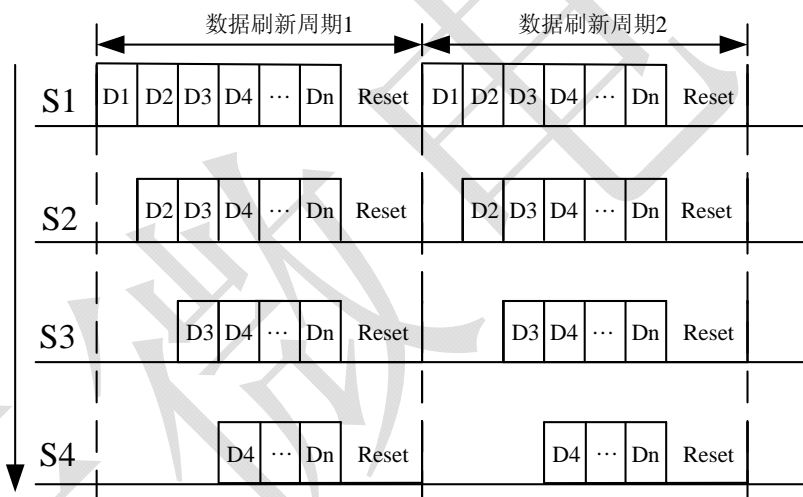 数据刷新周期1 数据刷新周期2
S1 D1 D2 D3 D4 … Dn Reset D1 D2 D3 D4 … Dn Reset
S2 D2 D3 D4 … Dn Reset D2 D3 D4 … Dn Reset
S3 D3 D4 … Dn Reset D3 D4 … Dn Reset
S4 D4 … Dn Reset D4 … Dn Reset